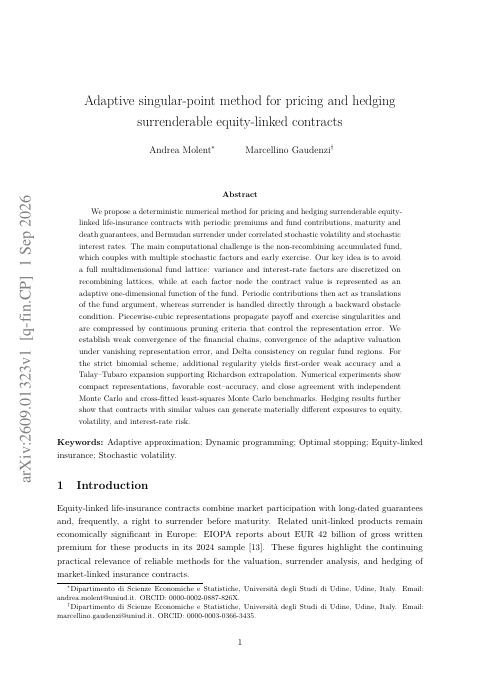 Adaptive singular-point method for pricing and hedging
surrenderable equity-linked contracts
Andrea Molent* Marcellino Gaudenzi†
Abstract
We propose a deterministic numerical method for pricing and hedging surrenderable equity-
linked life-insurance contracts with periodic premiums and fund contributions, maturity and
death guarantees, and Bermudan surrender under correlated stochastic volatility and stochastic
interest rates. The main computational challenge is the non-recombining accumulated fund,
which couples with multiple stochastic factors and early exercise. Our key idea is to avoid
a full multidimensional fund lattice: variance and interest-rate factors are discretized on
recombining lattices, while at each factor node the contract value is represented as an
adaptive one-dimensional function of the fund. Periodic contributions then act as translations
of the fund argument, whereas surrender is handled directly through a backward obstacle
condition. Piecewise-cubic representations propagate payoff and exercise singularities and
are compressed by continuous pruning criteria that control the representation error. We
establish weak convergence of the financial chains, convergence of the adaptive valuation
under vanishing representation error, and Delta consistency on regular fund regions. For
the strict binomial scheme, additional regularity yields first-order weak accuracy and a
Talay–Tubaro expansion supporting Richardson extrapolation. Numerical experiments show
compact representations, favorable cost–accuracy, and close agreement with independent
Monte Carlo and cross-fitted least-squares Monte Carlo benchmarks. Hedging results further
show that contracts with similar values can generate materially different exposures to equity,
volatility, and interest-rate risk.
Keywords: Adaptive approximation; Dynamic programming; Optimal stopping; Equity-linked
insurance; Stochastic volatility.
1 Introduction
Equity-linked life-insurance contracts combine market participation with long-dated guarantees
and, frequently, a right to surrender before maturity. Related unit-linked products remain
economically significant in Europe: EIOPA reports about EUR 42 billion of gross written
premium for these products in its 2024 sample [13]. These figures highlight the continuing
practical relevance of reliable methods for the valuation, surrender analysis, and hedging of
market-linked insurance contracts.
*Dipartimento di Scienze Economiche e Statistiche, Università degli Studi di Udine, Udine, Italy. Email:
andrea.molent@uniud.it. ORCID: 0000-0002-0887-826X.
†Dipartimento di Scienze Economiche e Statistiche, Università degli Studi di Udine, Udine, Italy. Email:
marcellino.gaudenzi@uniud.it. ORCID: 0000-0003-0366-3435.
1
arXiv:2609.01323v1 [q-fin.CP] 1 Sep 2026